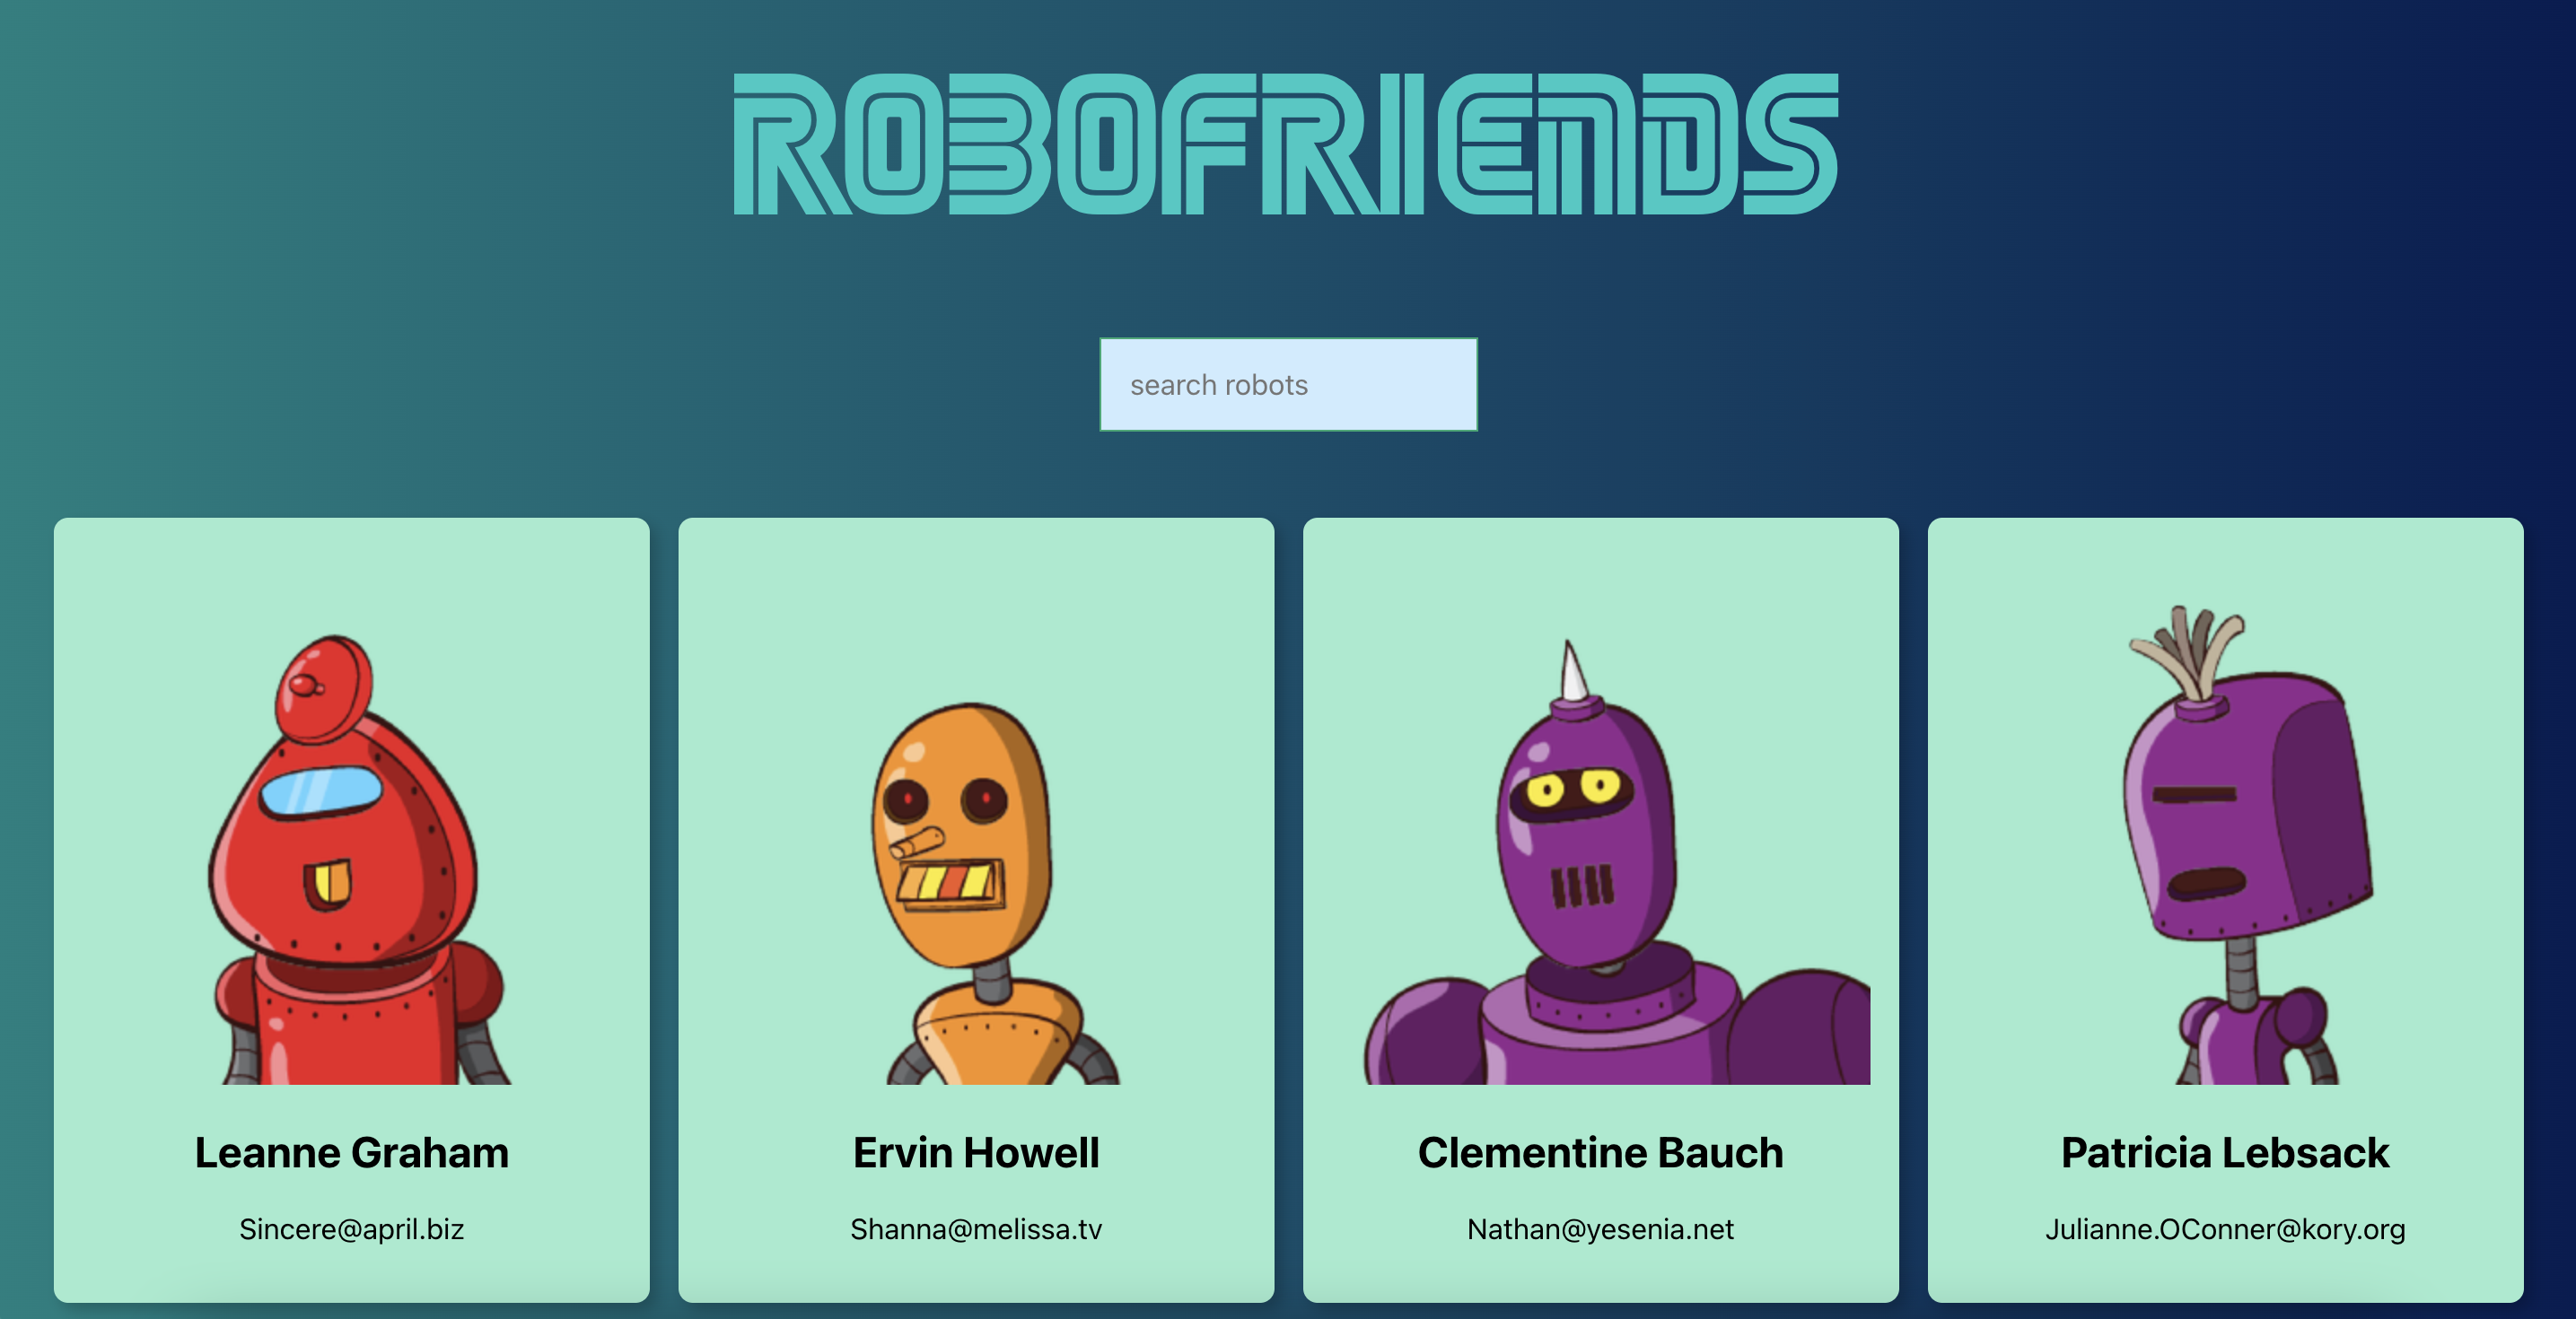 ROBOFRIENDS
search robots
Leanne Graham
Sincere@april.biz
Ervin Howell
Shanna@melissa.tv
Clementine Bauch
Nathan@yesenia.net
Patricia Lebsack
Julianne.OConner@kory.org